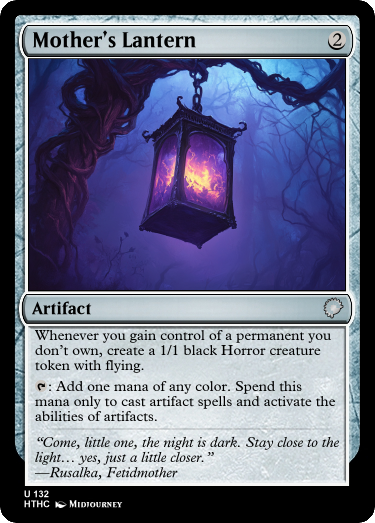 Mother's Lantern 2
Artifact
Whenever you gain control of a permanent you
don't own, create a 1/1 black Horror creature
token with flying.
: Add one mana of any color. Spend this
mana only to cast artifact spells and activate the
abilities of artifacts.
“Come, little one, the night is dark. Stay close to the
light… yes, just a little closer.”
—Rusalka, Fetidmother
U 132
HTHC Midjourney